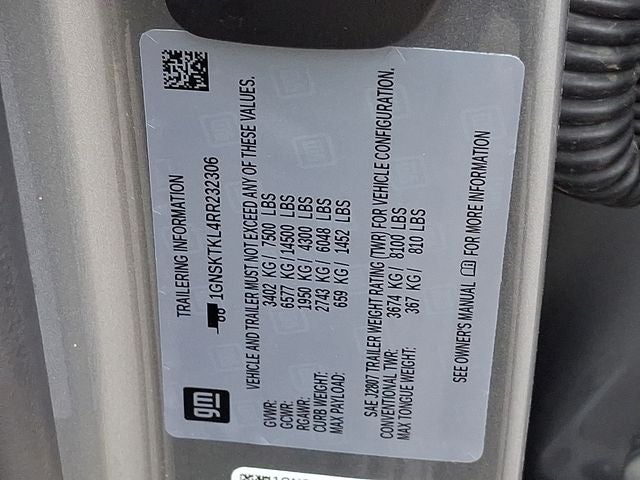 gm
TRAILERING INFORMATION
1GNSKTKL4RR232306
VEHICLE AND TRAILER MUST NOT EXCEED ANY OF THESE VALUES.
GVWR: 3402 KG / 7500 LBS
GCWR: 6577 KG / 14500 LBS
RGAWR: 1950 KG / 4300 LBS
CURB WEIGHT: 2743 KG / 6048 LBS
MAX PAYLOAD: 659 KG / 1452 LBS
SAE J2807 TRAILER WEIGHT RATING (TWR) FOR VEHICLE CONFIGURATION.
CONVENTIONAL TWR: 3674 KG / 8100 LBS
MAX TONGUE WEIGHT: 367 KG / 810 LBS
SEE OWNER'S MANUAL FOR MORE INFORMATION